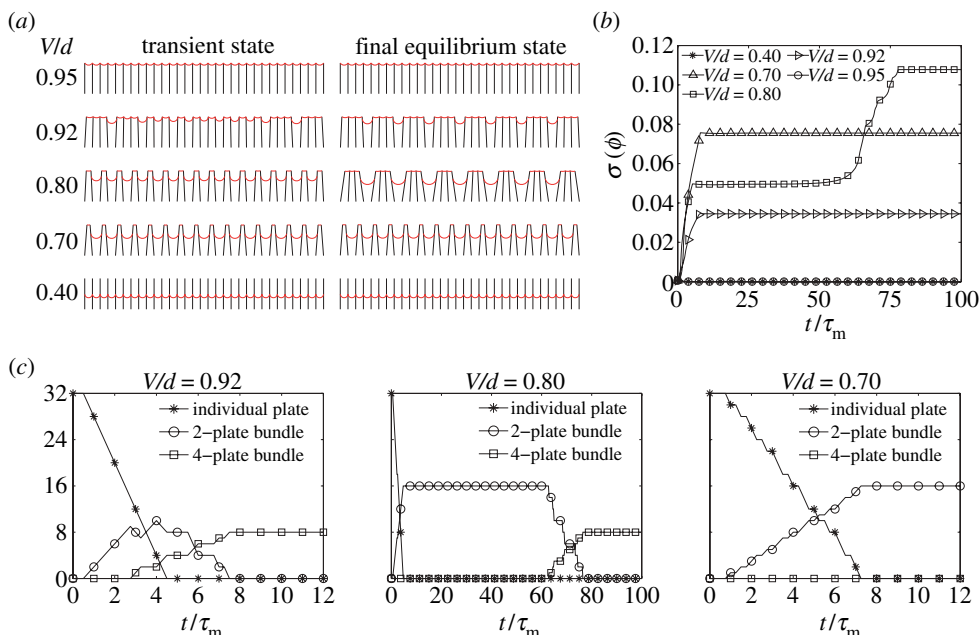 (a)
V/d transient state final equilibrium state
0.95
0.92
0.80
0.70
0.40
(b)
0.12
0.10
0.08
0.06
0.04
0.02
0
σ (ϕ)
V/d = 0.40 V/d = 0.92
V/d = 0.70 V/d = 0.95
V/d = 0.80
0 25 50 75 100
t/τm
(c)
V/d = 0.92
32
24
16
8
0
individual plate
2−plate bundle
4−plate bundle
0 2 4 6 8 10 12
t/τm
V/d = 0.80
individual plate
2−plate bundle
4−plate bundle
0 20 40 60 80 100
t/τm
V/d = 0.70
individual plate
2−plate bundle
4−plate bundle
0 2 4 6 8 10 12
t/τm